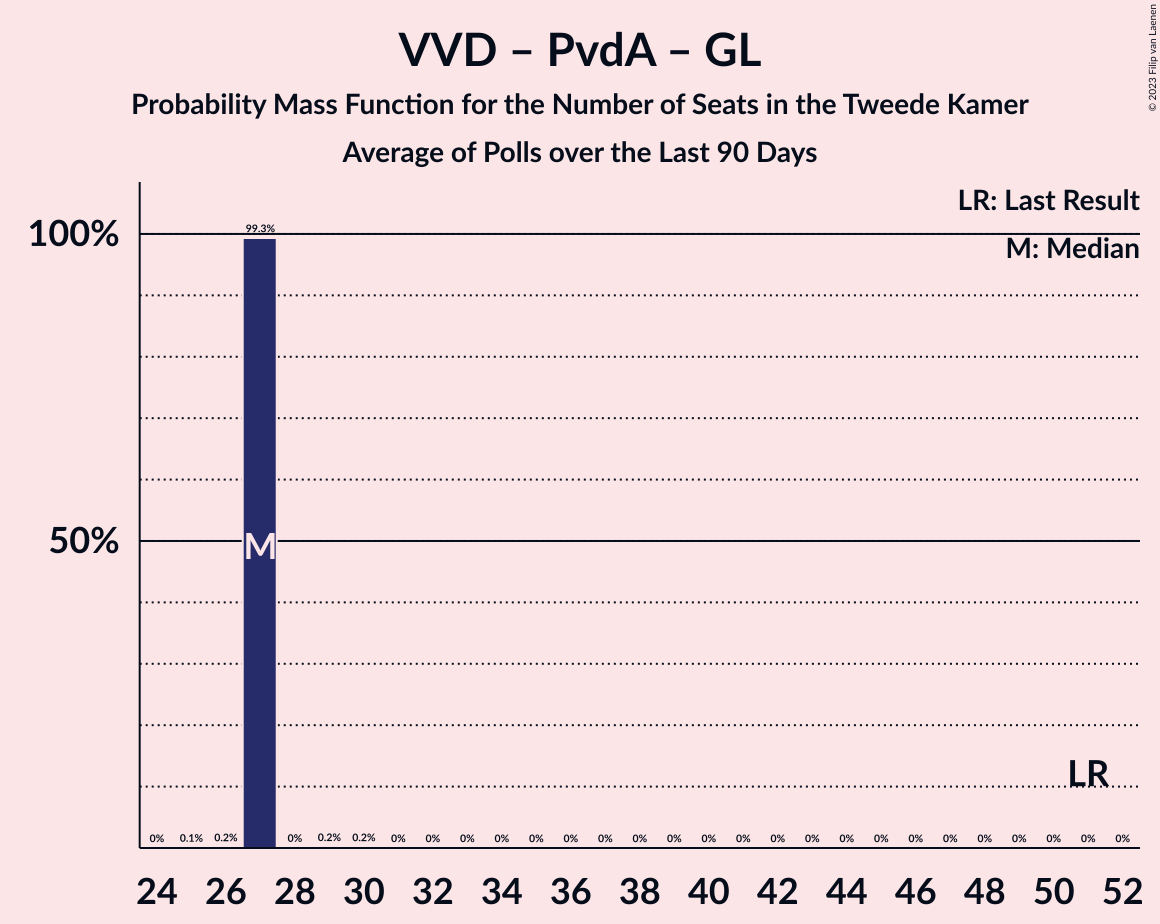 VVD – PvdA – GL
Probability Mass Function for the Number of Seats in the Tweede Kamer
Average of Polls over the Last 90 Days
© 2023 Filip van Laenen
LR: Last Result
M: Median
100%
50%
99.3%
M
LR
0% 0.1% 0.2% 0% 0.2% 0.2% 0% 0% 0% 0% 0% 0% 0% 0% 0% 0% 0% 0% 0% 0% 0% 0% 0% 0% 0% 0% 0% 0%
24 26 28 30 32 34 36 38 40 42 44 46 48 50 52